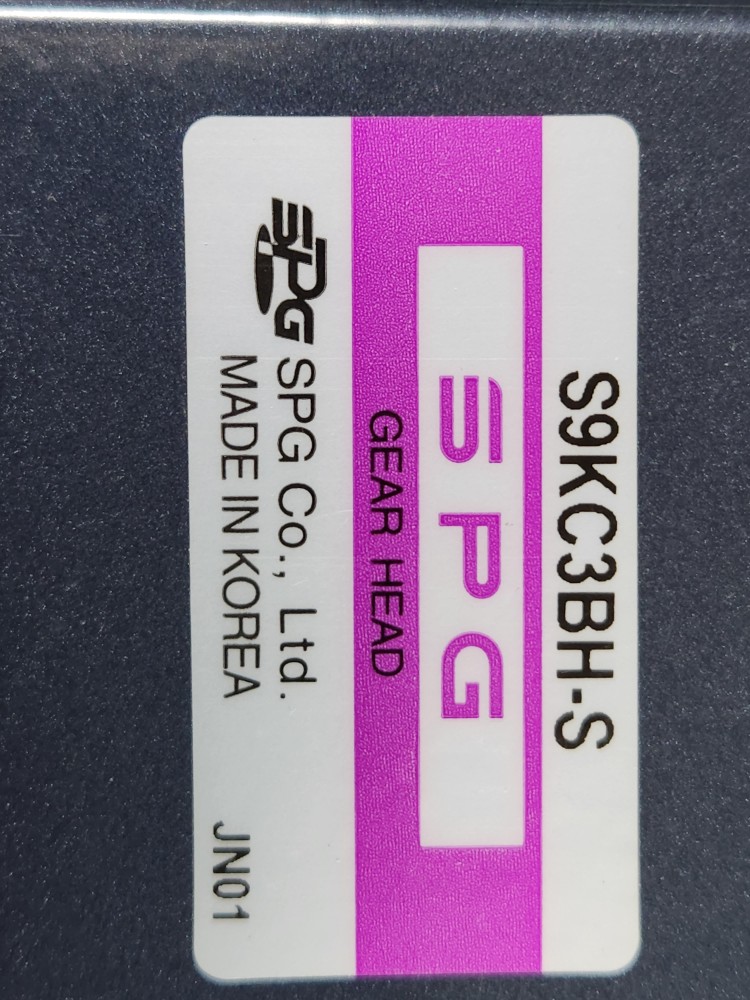 S9KC3BH-S
SPG
GEAR HEAD
SPG SPG Co., Ltd.
MADE IN KOREA
JN01